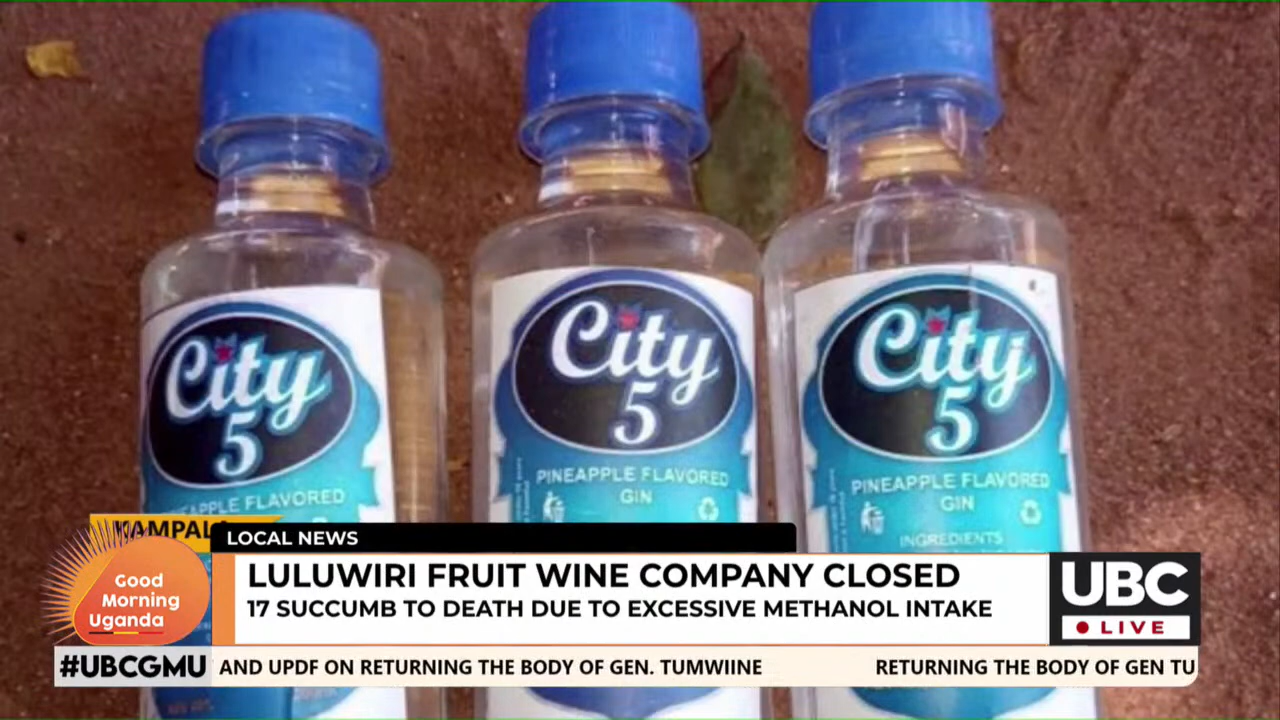 City
5
PINEAPPLE FLAVORED
City
5
PINEAPPLE FLAVORED
GIN
City
5
PINEAPPLE FLAVORED
GIN
INGREDIENTS
KAMPALA
LOCAL NEWS
Good
Morning
Uganda
LULUWIRI FRUIT WINE COMPANY CLOSED
17 SUCCUMB TO DEATH DUE TO EXCESSIVE METHANOL INTAKE
UBC
LIVE
#UBCGMU
AND UPDF ON RETURNING THE BODY OF GEN. TUMWIINE RETURNING THE BODY OF GEN TU